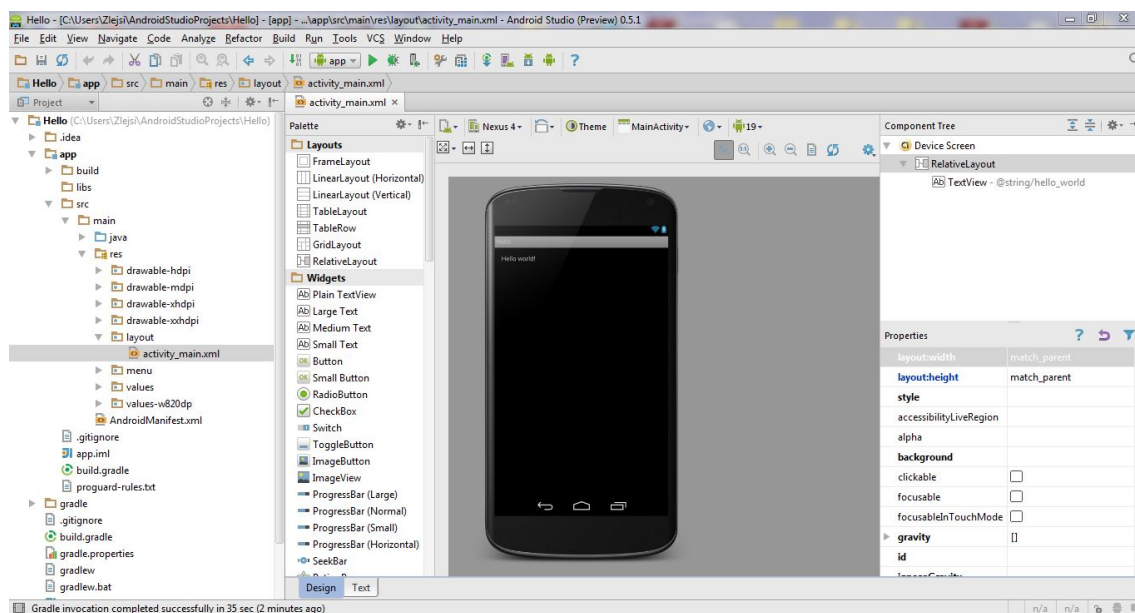 Hello - [C:\Users\Zlejsi\AndroidStudioProjects\Hello] - [app] - ...\app\src\main\res\layout\activity_main.xml - Android Studio (Preview) 0.5.1
File Edit View Navigate Code Analyze Refactor Build Run Tools VCS Window Help
app
Hello app src main res layout activity_main.xml
Project
activity_main.xml
Hello (C:\Users\Zlejsi\AndroidStudioProjects\Hello)
.idea
app
build
libs
src
main
java
res
drawable-hdpi
drawable-mdpi
drawable-xhdpi
drawable-xxhdpi
layout
activity_main.xml
menu
values
values-w820dp
AndroidManifest.xml
.gitignore
app.iml
build.gradle
proguard-rules.txt
gradle
.gitignore
build.gradle
gradle.properties
gradlew
gradlew.bat
Palette
Layouts
FrameLayout
LinearLayout (Horizontal)
LinearLayout (Vertical)
TableLayout
TableRow
GridLayout
RelativeLayout
Widgets
Ab Plain TextView
Ab Large Text
Ab Medium Text
Ab Small Text
OK Button
OK Small Button
RadioButton
CheckBox
Switch
ToggleButton
ImageButton
ImageView
ProgressBar (Large)
ProgressBar (Normal)
ProgressBar (Small)
ProgressBar (Horizontal)
SeekBar
Design Text
Nexus 4 Theme MainActivity 19
Hello world!
Component Tree
Device Screen
RelativeLayout
Ab TextView - @string/hello_world
Properties
layout:width match_parent
layout:height match_parent
style
accessibilityLiveRegion
alpha
background
clickable
focusable
focusableInTouchMode
gravity []
id
Gradle invocation completed successfully in 35 sec (2 minutes ago)
n/a n/a